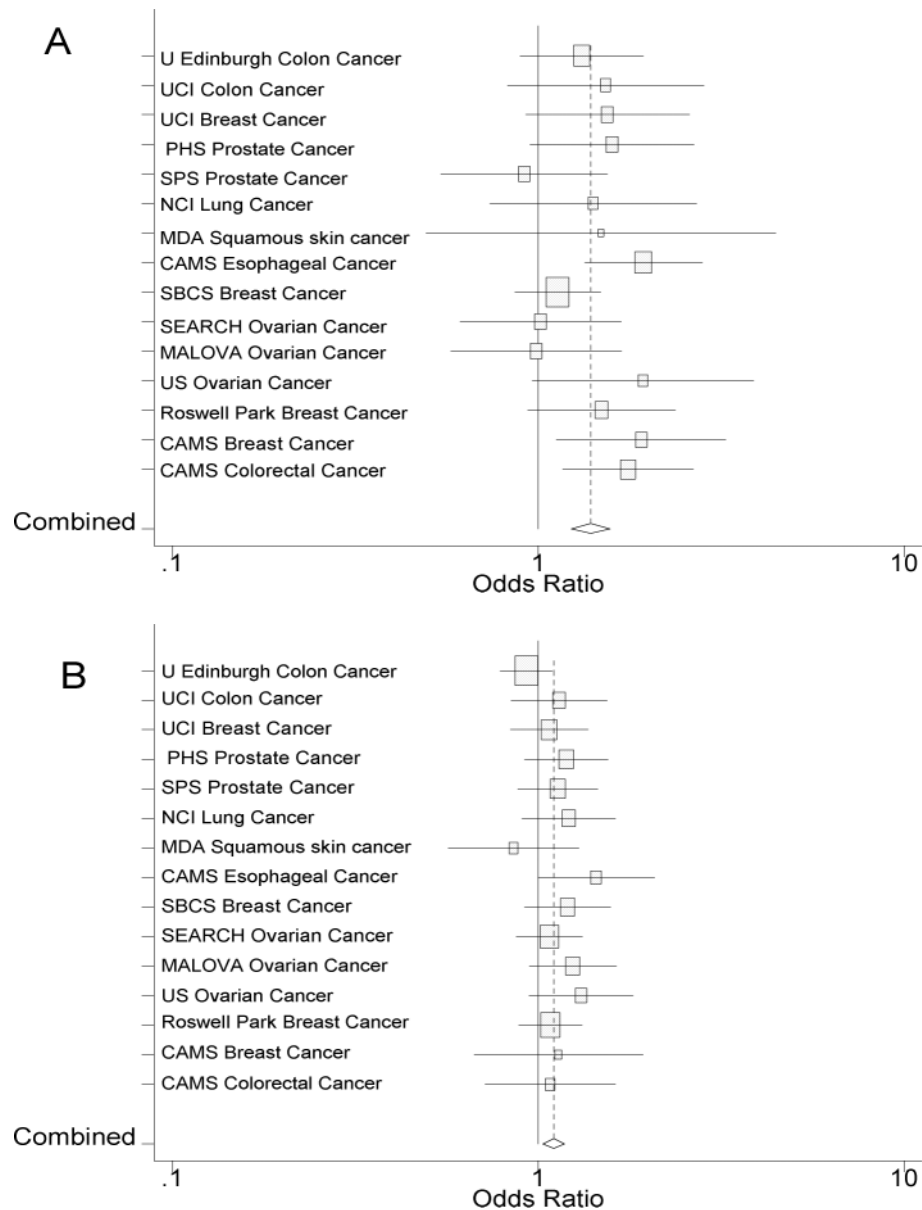 A
U Edinburgh Colon Cancer
UCI Colon Cancer
UCI Breast Cancer
PHS Prostate Cancer
SPS Prostate Cancer
NCI Lung Cancer
MDA Squamous skin cancer
CAMS Esophageal Cancer
SBCS Breast Cancer
SEARCH Ovarian Cancer
MALOVA Ovarian Cancer
US Ovarian Cancer
Roswell Park Breast Cancer
CAMS Breast Cancer
CAMS Colorectal Cancer
Combined
.1 1 10
Odds Ratio
B
U Edinburgh Colon Cancer
UCI Colon Cancer
UCI Breast Cancer
PHS Prostate Cancer
SPS Prostate Cancer
NCI Lung Cancer
MDA Squamous skin cancer
CAMS Esophageal Cancer
SBCS Breast Cancer
SEARCH Ovarian Cancer
MALOVA Ovarian Cancer
US Ovarian Cancer
Roswell Park Breast Cancer
CAMS Breast Cancer
CAMS Colorectal Cancer
Combined
.1 1 10
Odds Ratio